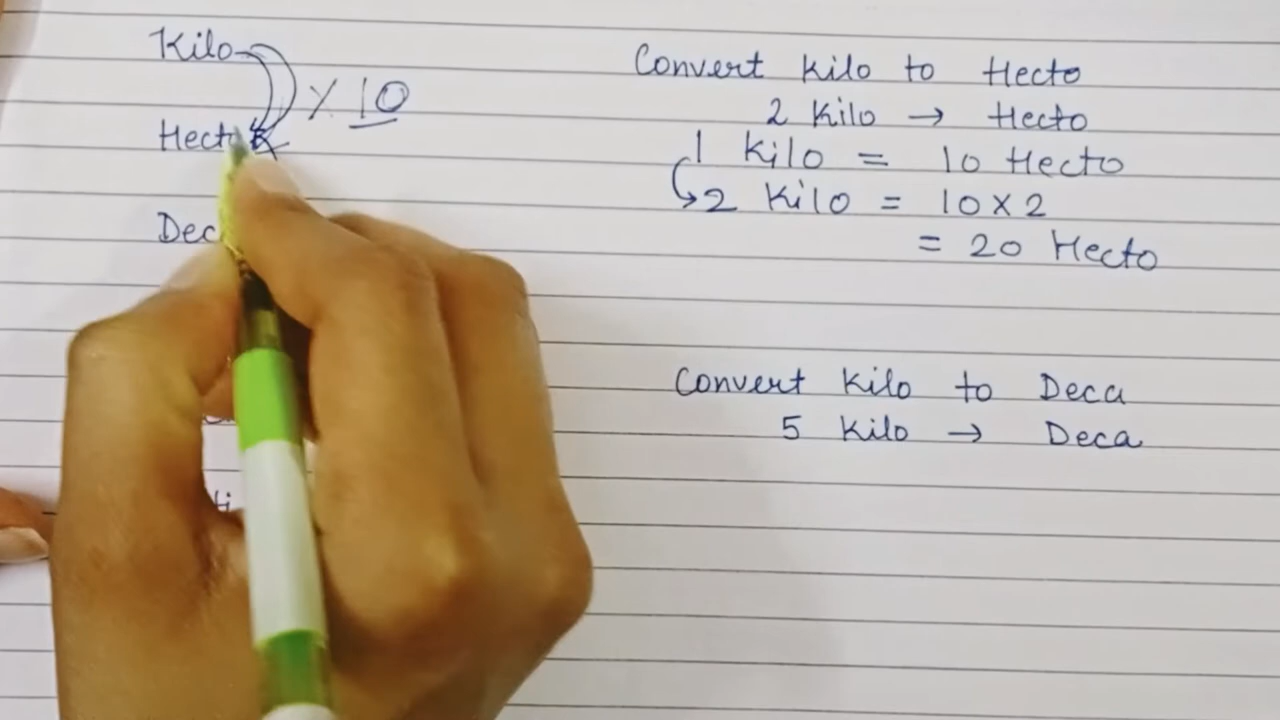 Kilo
× 10
Hecto
Dec
Convert Kilo to Hecto
2 Kilo → Hecto
1 Kilo = 10 Hecto
2 Kilo = 10 × 2
= 20 Hecto
Convert Kilo to Deca
5 Kilo → Deca